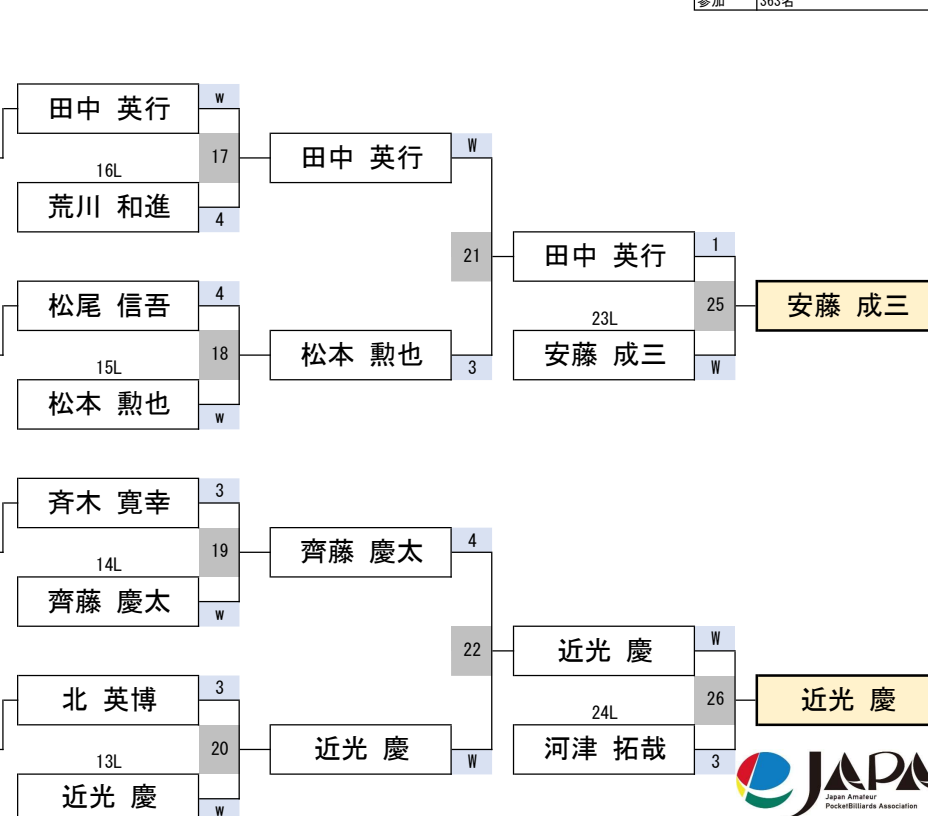 参加 363名
田中 英行 W
17
16L
荒川 和進 4
田中 英行 W
21
松尾 信吾 4
18
15L
松本 勲也 W
松本 勲也 3
田中 英行 1
25
23L
安藤 成三 W
安藤 成三
斉木 寛幸 3
19
14L
齊藤 慶太 W
齊藤 慶太 4
22
北 英博 3
20
13L
近光 慶 W
近光 慶 W
近光 慶 W
26
24L
河津 拓哉 3
近光 慶
JAPA
Japan Amateur
PocketBilliards Association